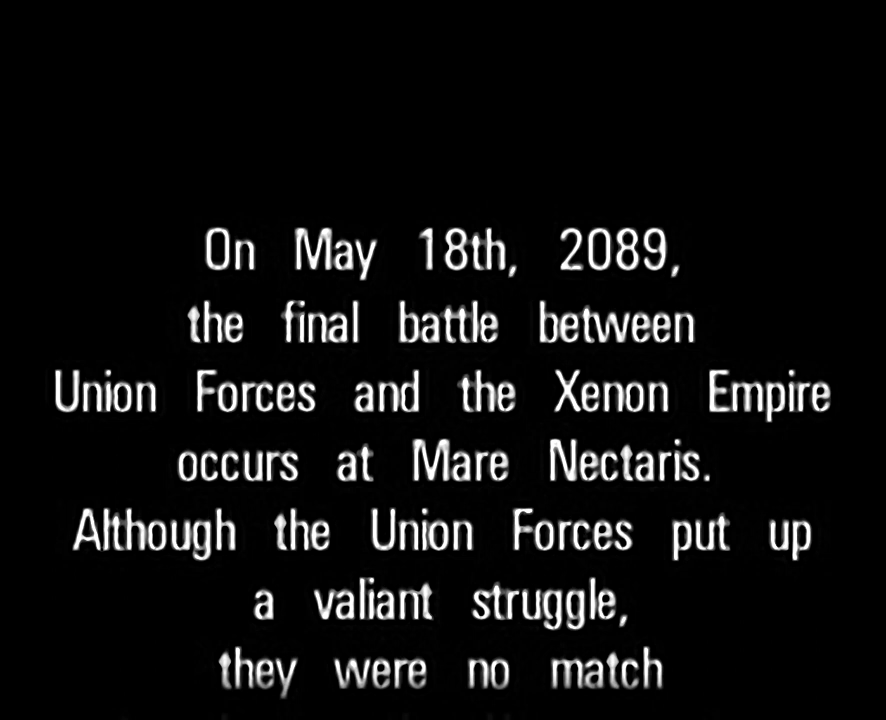 On May 18th, 2089,
the final battle between
Union Forces and the Xenon Empire
occurs at Mare Nectaris.
Although the Union Forces put up
a valiant struggle,
they were no match